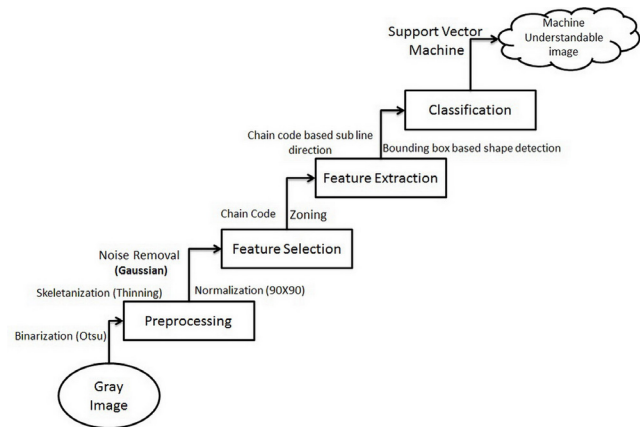 Support Vector
Machine
Machine
Understandable
image
Classification
Chain code based sub line
direction
Bounding box based shape detection
Feature Extraction
Chain Code
Zoning
Feature Selection
Noise Removal
(Gaussian)
Skeletanization (Thinning)
Normalization (90X90)
Preprocessing
Binarization (Otsu)
Gray
Image